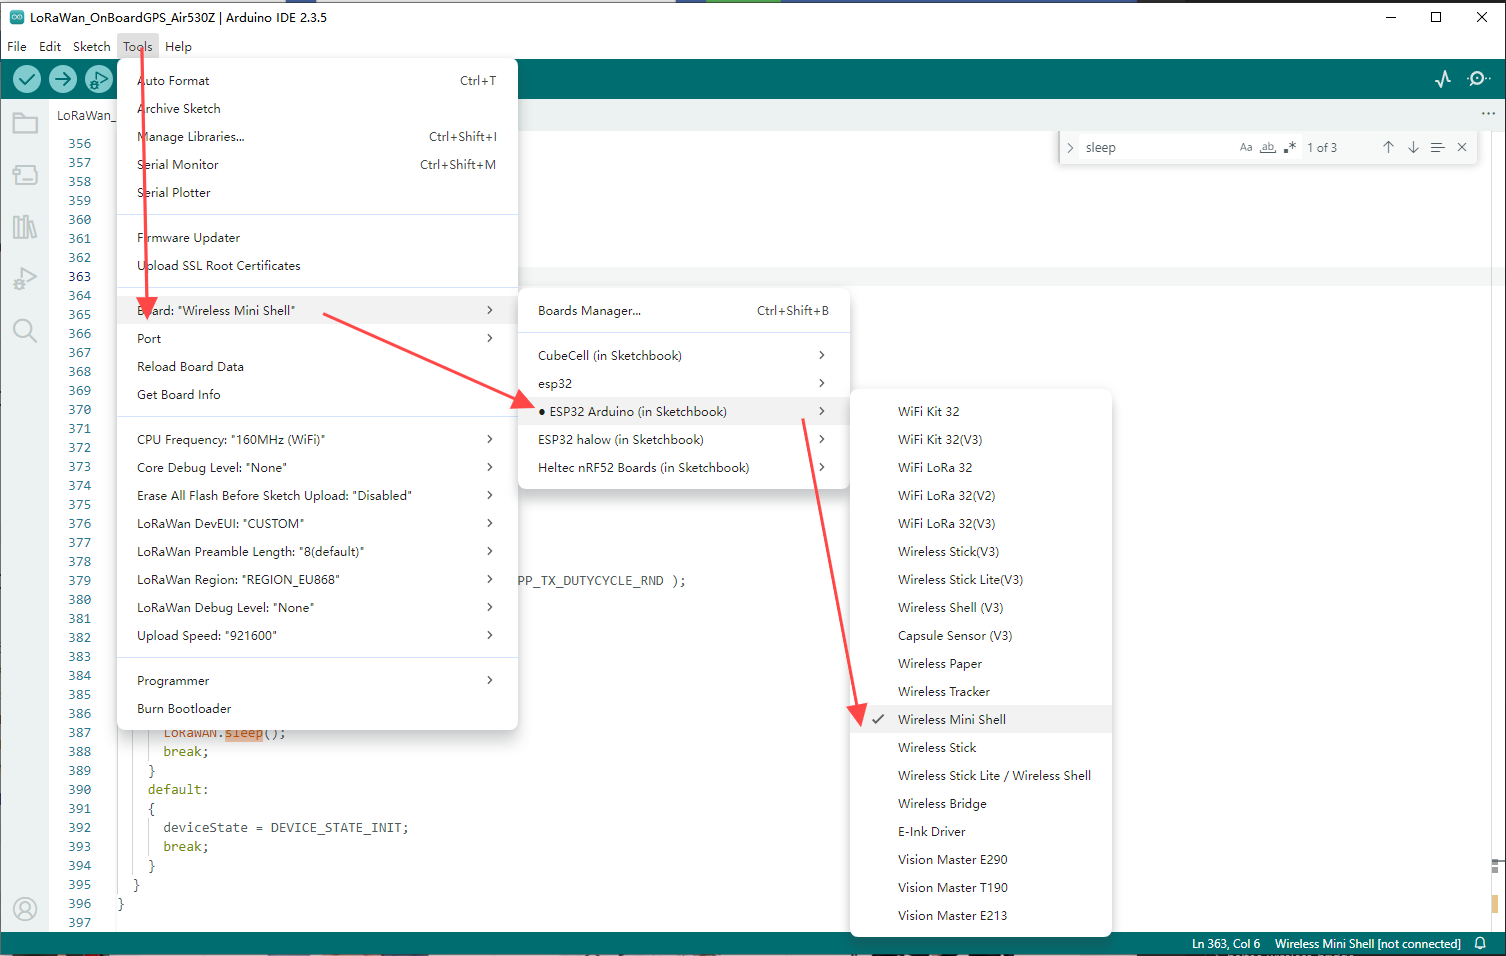 LoRaWan_OnBoardGPS_Air530Z | Arduino IDE 2.3.5
File Edit Sketch Tools Help
LoRaWan_
Auto Format Ctrl+T
Archive Sketch
Manage Libraries... Ctrl+Shift+I
Serial Monitor Ctrl+Shift+M
Serial Plotter
Firmware Updater
Upload SSL Root Certificates
Board: "Wireless Mini Shell"
Port
Reload Board Data
Get Board Info
CPU Frequency: "160MHz (WiFi)"
Core Debug Level: "None"
Erase All Flash Before Sketch Upload: "Disabled"
LoRaWan DevEUI: "CUSTOM"
LoRaWan Preamble Length: "8(default)"
LoRaWan Region: "REGION_EU868"
LoRaWan Debug Level: "None"
Upload Speed: "921600"
Programmer
Burn Bootloader
Boards Manager... Ctrl+Shift+B
CubeCell (in Sketchbook)
esp32
● ESP32 Arduino (in Sketchbook)
ESP32 halow (in Sketchbook)
Heltec nRF52 Boards (in Sketchbook)
WiFi Kit 32
WiFi Kit 32(V3)
WiFi LoRa 32
WiFi LoRa 32(V2)
WiFi LoRa 32(V3)
Wireless Stick(V3)
Wireless Stick Lite(V3)
Wireless Shell (V3)
Capsule Sensor (V3)
Wireless Paper
Wireless Tracker
✓ Wireless Mini Shell
Wireless Stick
Wireless Stick Lite / Wireless Shell
Wireless Bridge
E-Ink Driver
Vision Master E290
Vision Master T190
Vision Master E213
sleep Aa ab .* 1 of 3
356
357
358
359
360
361
362
363
364
365
366
367
368
369
370
371
372
373
374
375
376
377
378
379 PP_TX_DUTYCYCLE_RND );
380
381
382
383
384
385
386
387 LoRaWAN.sleep();
388 break;
389 }
390 default:
391 {
392 deviceState = DEVICE_STATE_INIT;
393 break;
394 }
395 }
396 }
397
Ln 363, Col 6 Wireless Mini Shell [not connected]